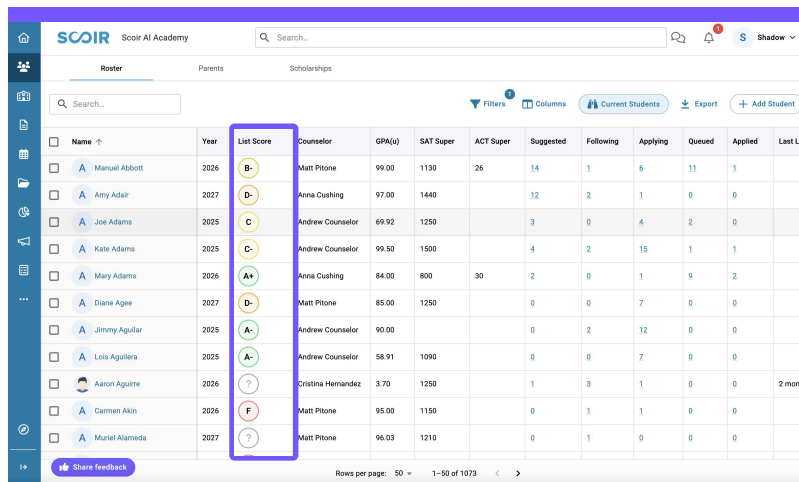 SCOIR Scoir AI Academy Search... 1 S Shadow
Roster Parents Scholarships
Search... Filters 1 Columns Current Students Export + Add Student
Name Year List Score Counselor GPA(u) SAT Super ACT Super Suggested Following Applying Queued Applied Last L
A Manuel Abbott 2026 B- Matt Pitone 99.00 1130 26 14 1 6 11 1
A Amy Adair 2027 D- Anna Cushing 97.00 1440 12 2 1 0 0
A Joe Adams 2025 C Andrew Counselor 69.92 1250 3 0 4 2 0
A Kate Adams 2025 C- Andrew Counselor 99.50 1500 4 2 15 1 1
A Mary Adams 2026 A+ Anna Cushing 84.00 800 30 2 0 1 9 2
A Diane Agee 2027 D- Matt Pitone 85.00 1250 0 0 7 0 0
A Jimmy Aguilar 2025 A- Andrew Counselor 90.00 0 2 12 0 0
A Lois Aguilera 2025 A- Andrew Counselor 58.91 1090 0 0 7 0 0
Aaron Aguirre 2026 ? Cristina Hernandez 3.70 1250 1 3 1 0 0 2 mon
A Carmen Akin 2026 F Matt Pitone 95.00 1150 0 1 1 0 0
A Muriel Alameda 2027 ? Matt Pitone 96.03 1210 0 1 0 0 0
Share feedback Rows per page: 50 1–50 of 1073